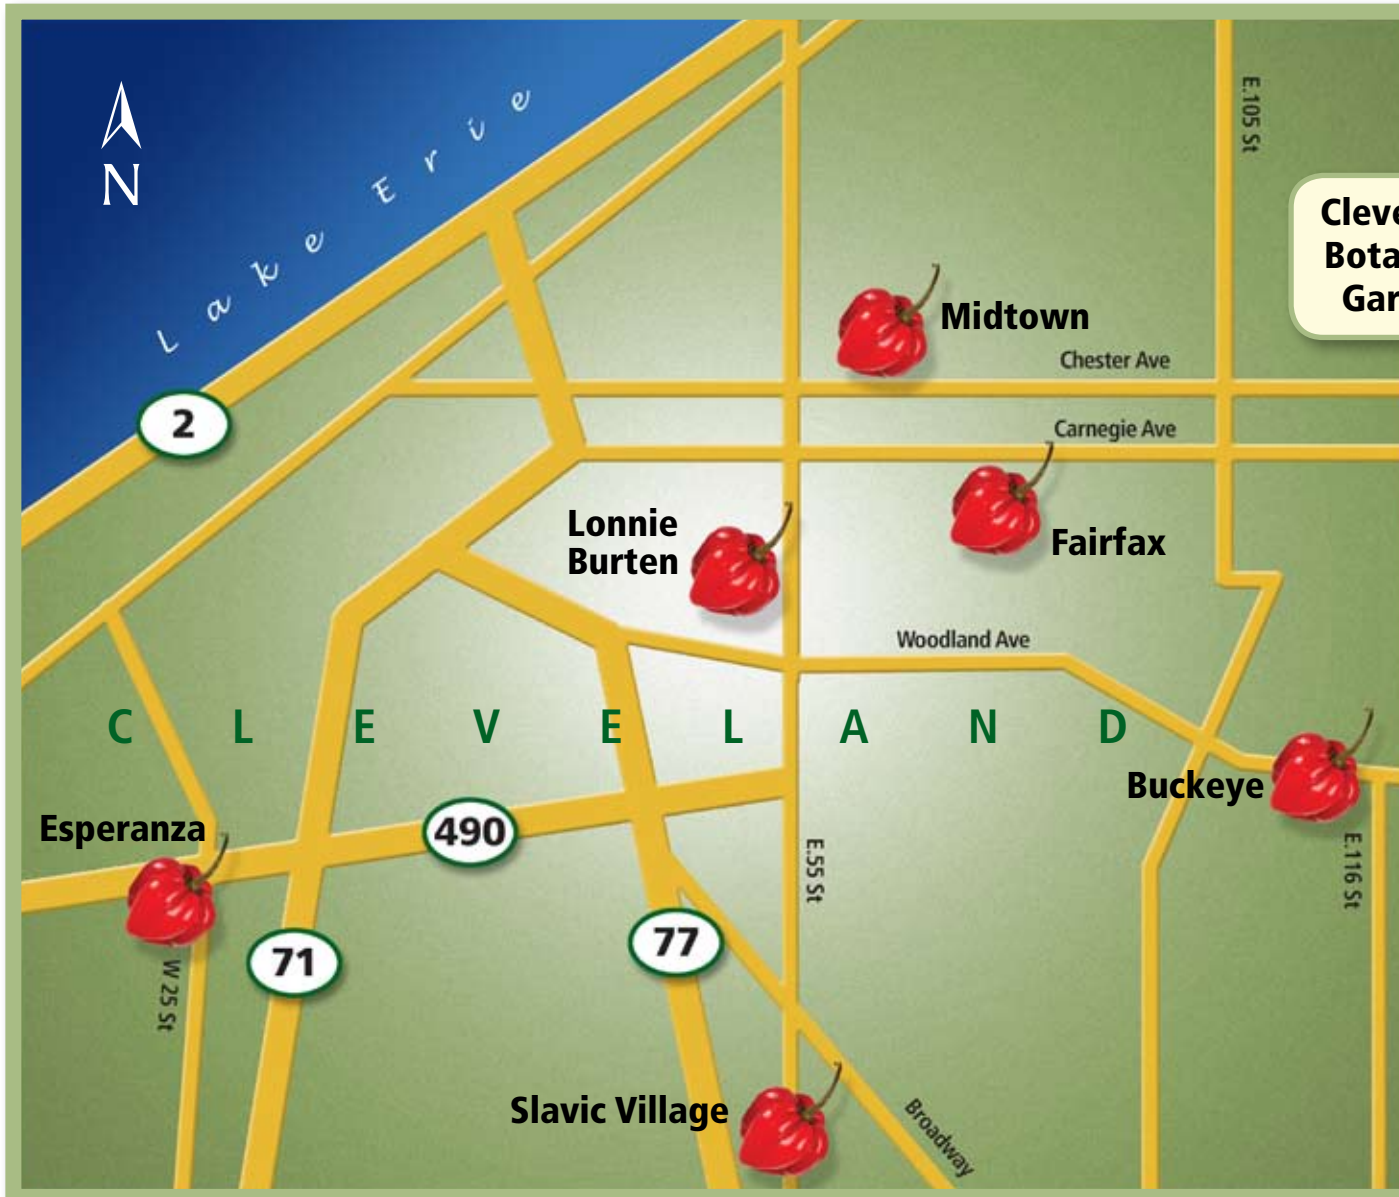 N
Lake Erie
E.105 St
Midtown
Chester Ave
2
Carnegie Ave
Lonnie
Burten
Fairfax
Woodland Ave
CLEVELAND
Buckeye
Esperanza
490
E.55 St
E.116 St
77
71
W 25 St
Slavic Village
Broadway